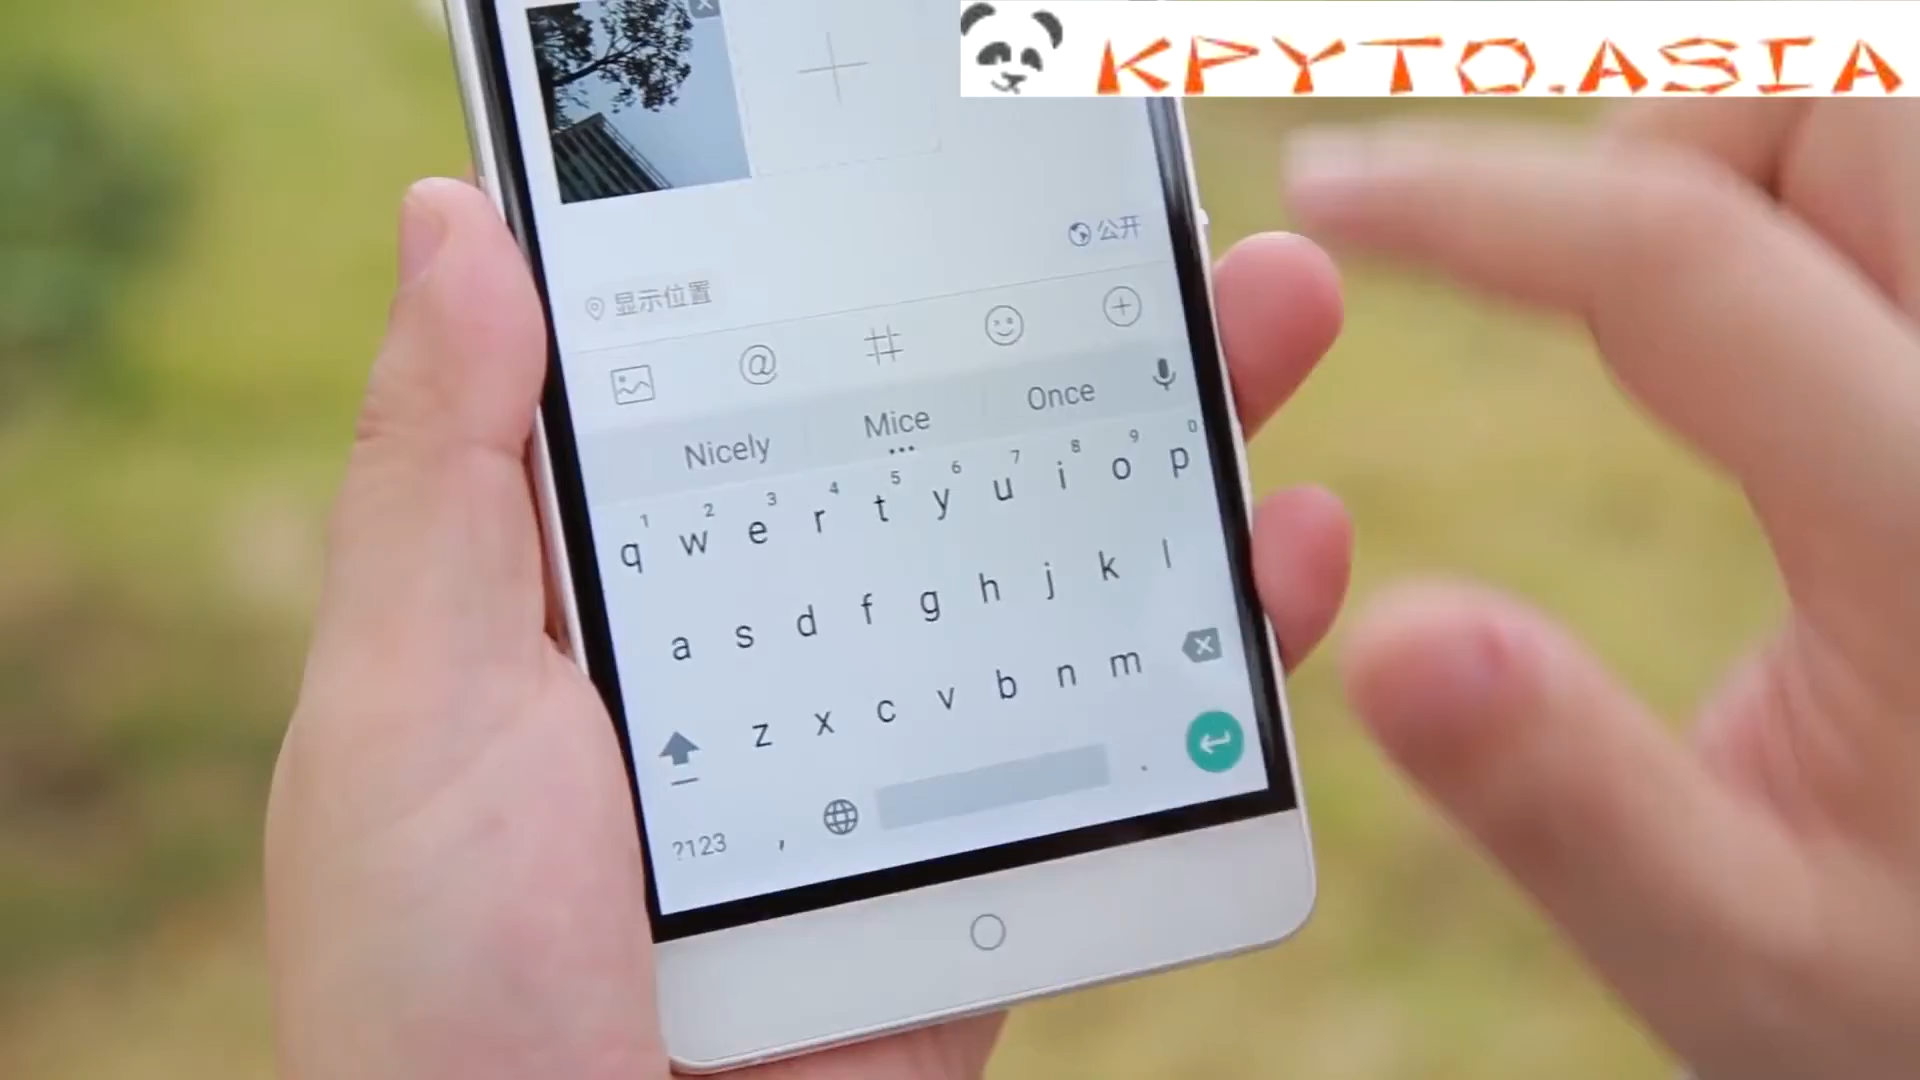 KPYTO.ASIA
公开
显示位置
@
Nicely Mice Once
1 2 3 4 5 6 7 8 9 0
q w e r t y u i o p
a s d f g h j k l
z x c v b n m
?123 , .